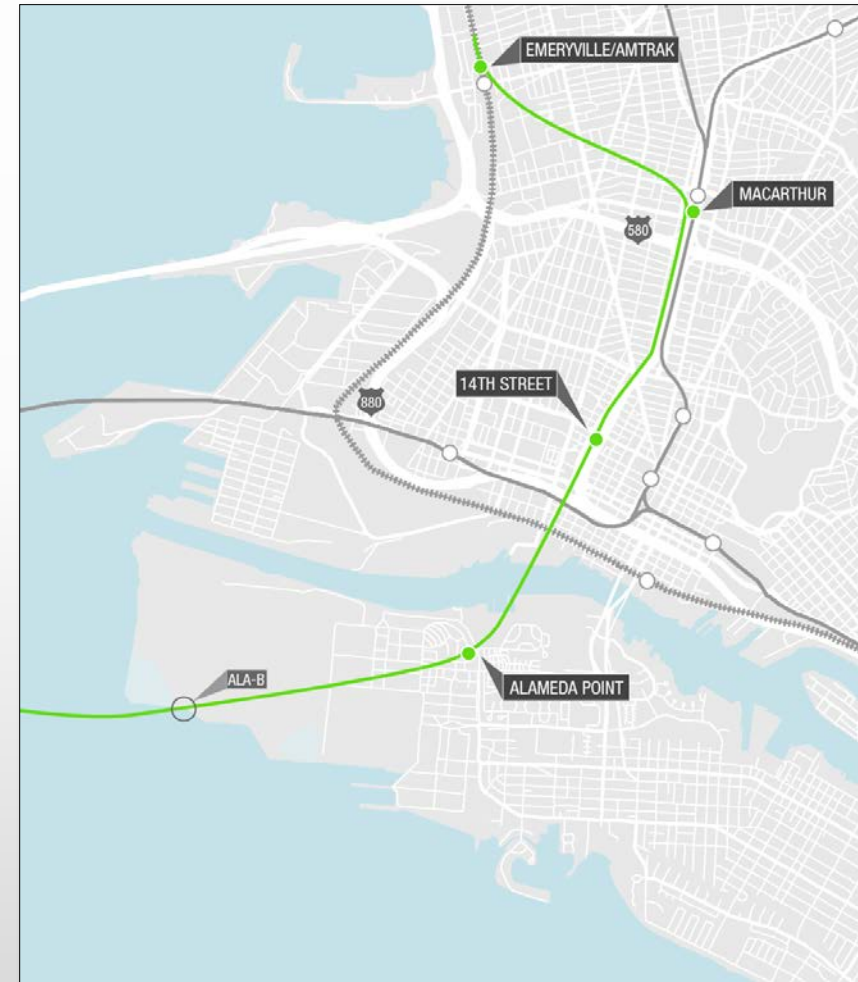 EMERYVILLE/AMTRAK
MACARTHUR
580
14TH STREET
880
ALA-B
ALAMEDA POINT